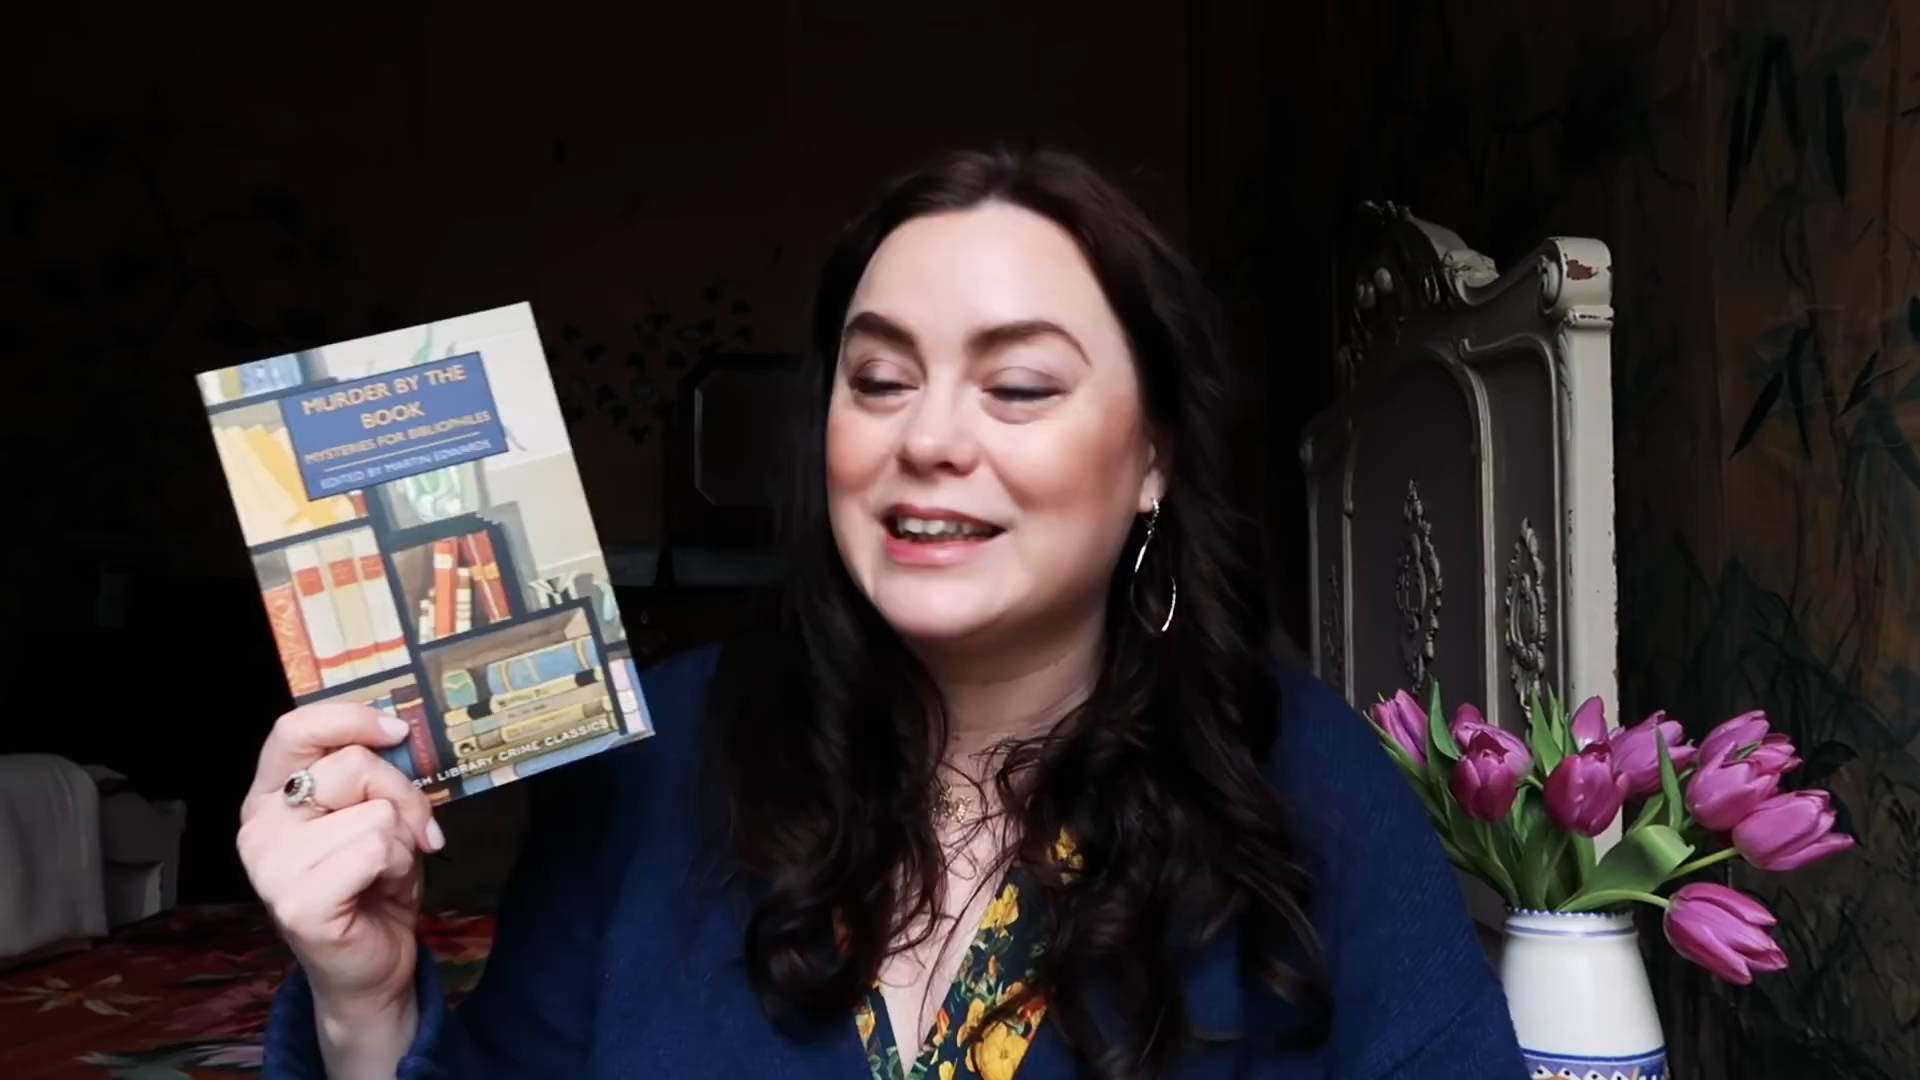 MURDER BY THE
BOOK
MYSTERIES FOR BIBLIOPHILES
EDITED BY MARTIN EDWARDS
LIBRARY CRIME CLASSICS